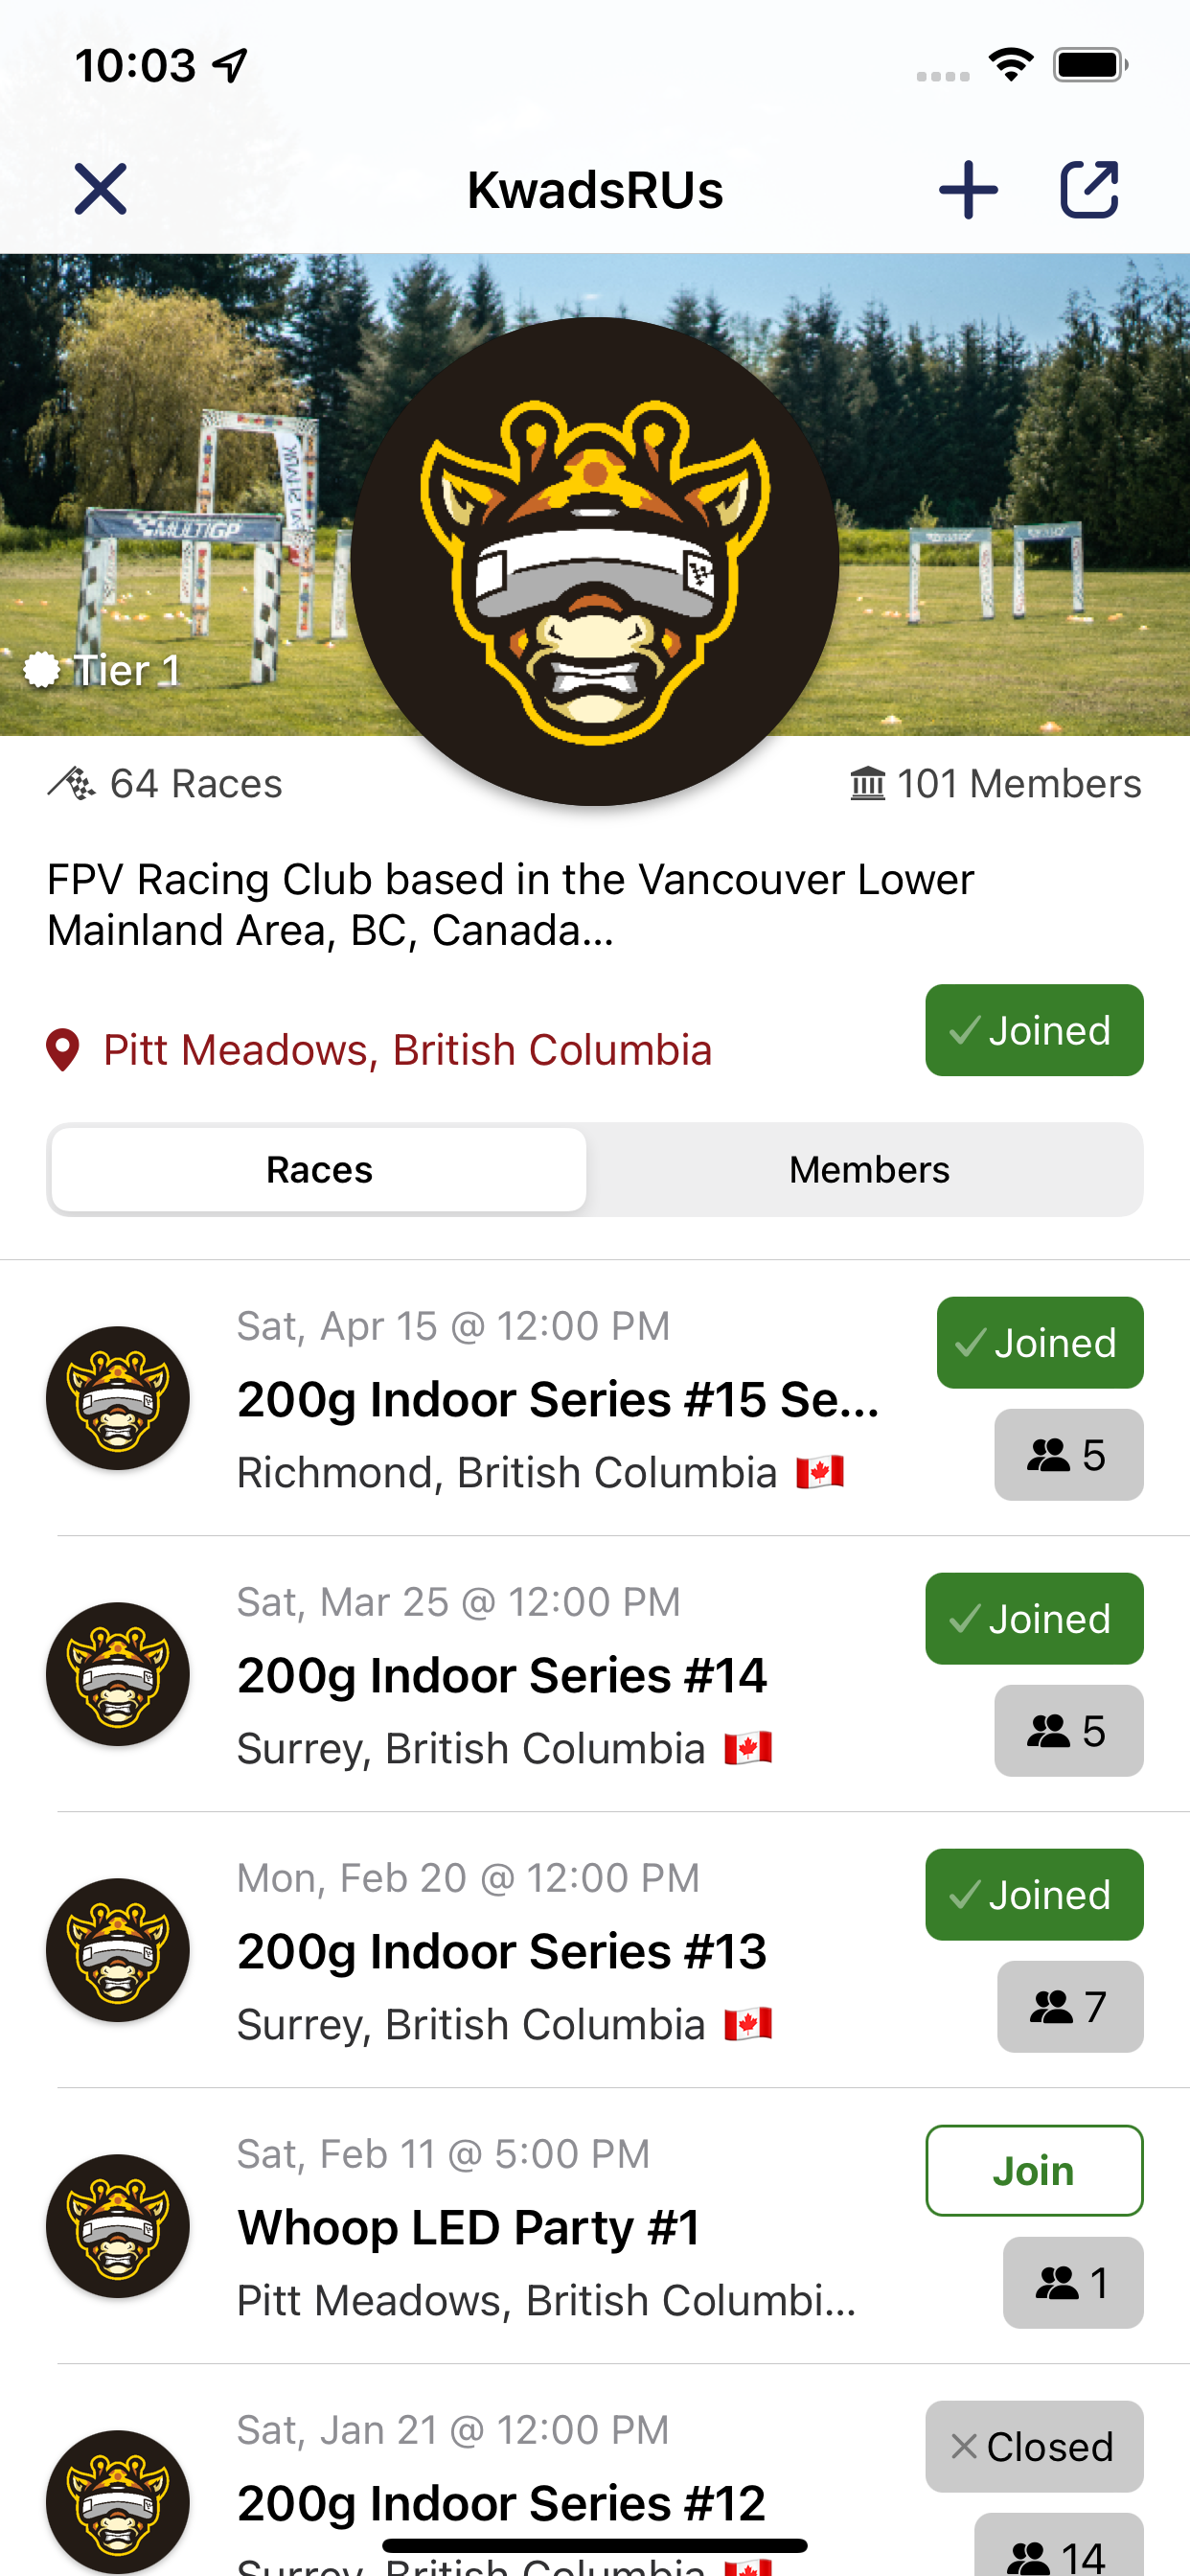 10:03
KwadsRUs
MULTIGP
Tier 1
64 Races
101 Members
FPV Racing Club based in the Vancouver Lower
Mainland Area, BC, Canada...
Pitt Meadows, British Columbia
Joined
Races
Members
Sat, Apr 15 @ 12:00 PM
Joined
200g Indoor Series #15 Se...
5
Richmond, British Columbia
Sat, Mar 25 @ 12:00 PM
Joined
200g Indoor Series #14
5
Surrey, British Columbia
Mon, Feb 20 @ 12:00 PM
Joined
200g Indoor Series #13
7
Surrey, British Columbia
Sat, Feb 11 @ 5:00 PM
Join
Whoop LED Party #1
1
Pitt Meadows, British Columbi...
Sat, Jan 21 @ 12:00 PM
Closed
200g Indoor Series #12
14
Surrey, British Columbia